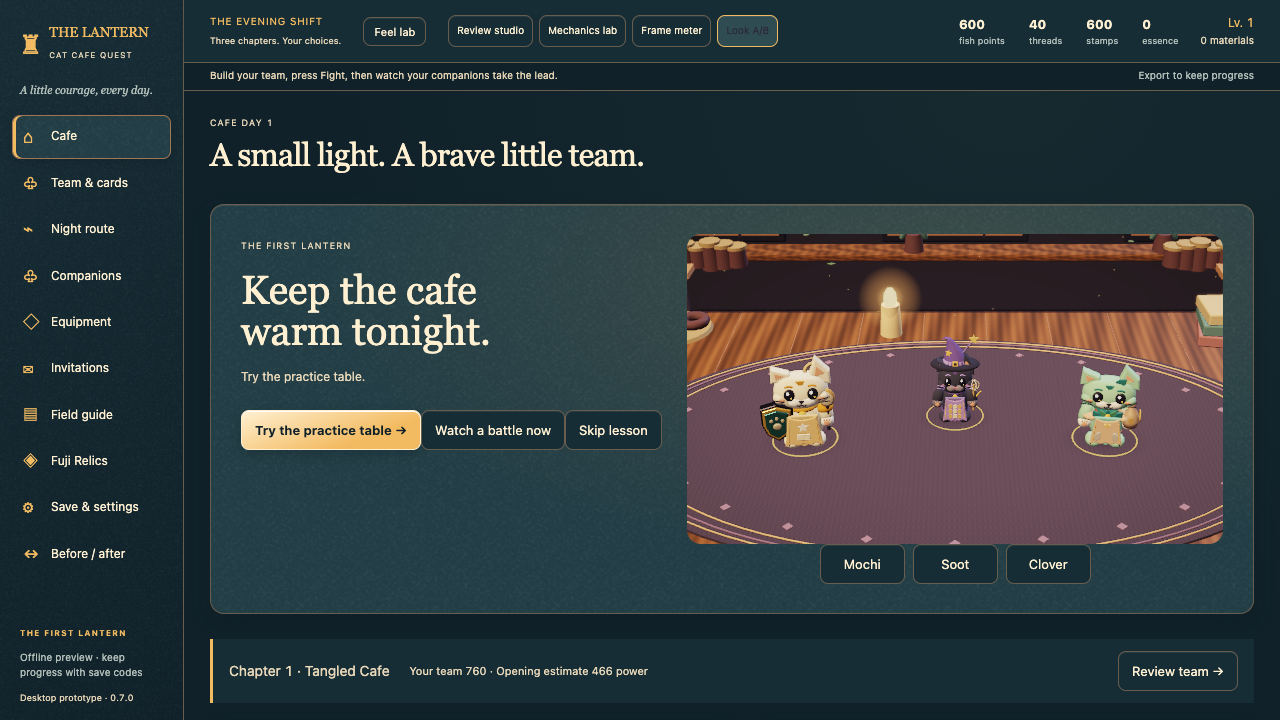 THE LANTERN
CAT CAFE QUEST
A little courage, every day.
Cafe
Team & cards
Night route
Companions
Equipment
Invitations
Field guide
Fuji Relics
Save & settings
Before / after
THE FIRST LANTERN
Offline preview · keep
progress with save codes
Desktop prototype · 0.7.0
THE EVENING SHIFT
Three chapters. Your choices.
Feel lab
Review studio
Mechanics lab
Frame meter
Look A/B
600
fish points
40
threads
600
stamps
0
essence
Lv. 1
0 materials
Build your team, press Fight, then watch your companions take the lead.
Export to keep progress
CAFE DAY 1
A small light. A brave little team.
THE FIRST LANTERN
Keep the cafe
warm tonight.
Try the practice table.
Try the practice table →
Watch a battle now
Skip lesson
Mochi
Soot
Clover
Chapter 1 · Tangled Cafe
Your team 760 · Opening estimate 466 power
Review team →